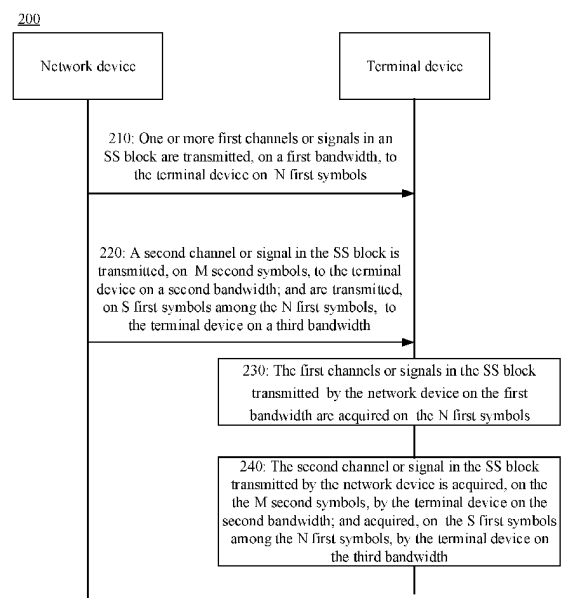 200
Network device
Terminal device
210: One or more first channels or signals in an
SS block are transmitted, on a first bandwidth, to
the terminal device on N first symbols
220: A second channel or signal in the SS block is
transmitted, on M second symbols, to the terminal
device on a second bandwidth; and are transmitted,
on S first symbols among the N first symbols, to
the terminal device on a third bandwidth
230: The first channels or signals in the SS block
transmitted by the network device on the first
bandwidth are acquired on the N first symbols
240: The second channel or signal in the SS block
transmitted by the network device is acquired, on the
the M second symbols, by the terminal device on the
second bandwidth; and acquired, on the S first symbols
among the N first symbols, by the terminal device on
the third bandwidth